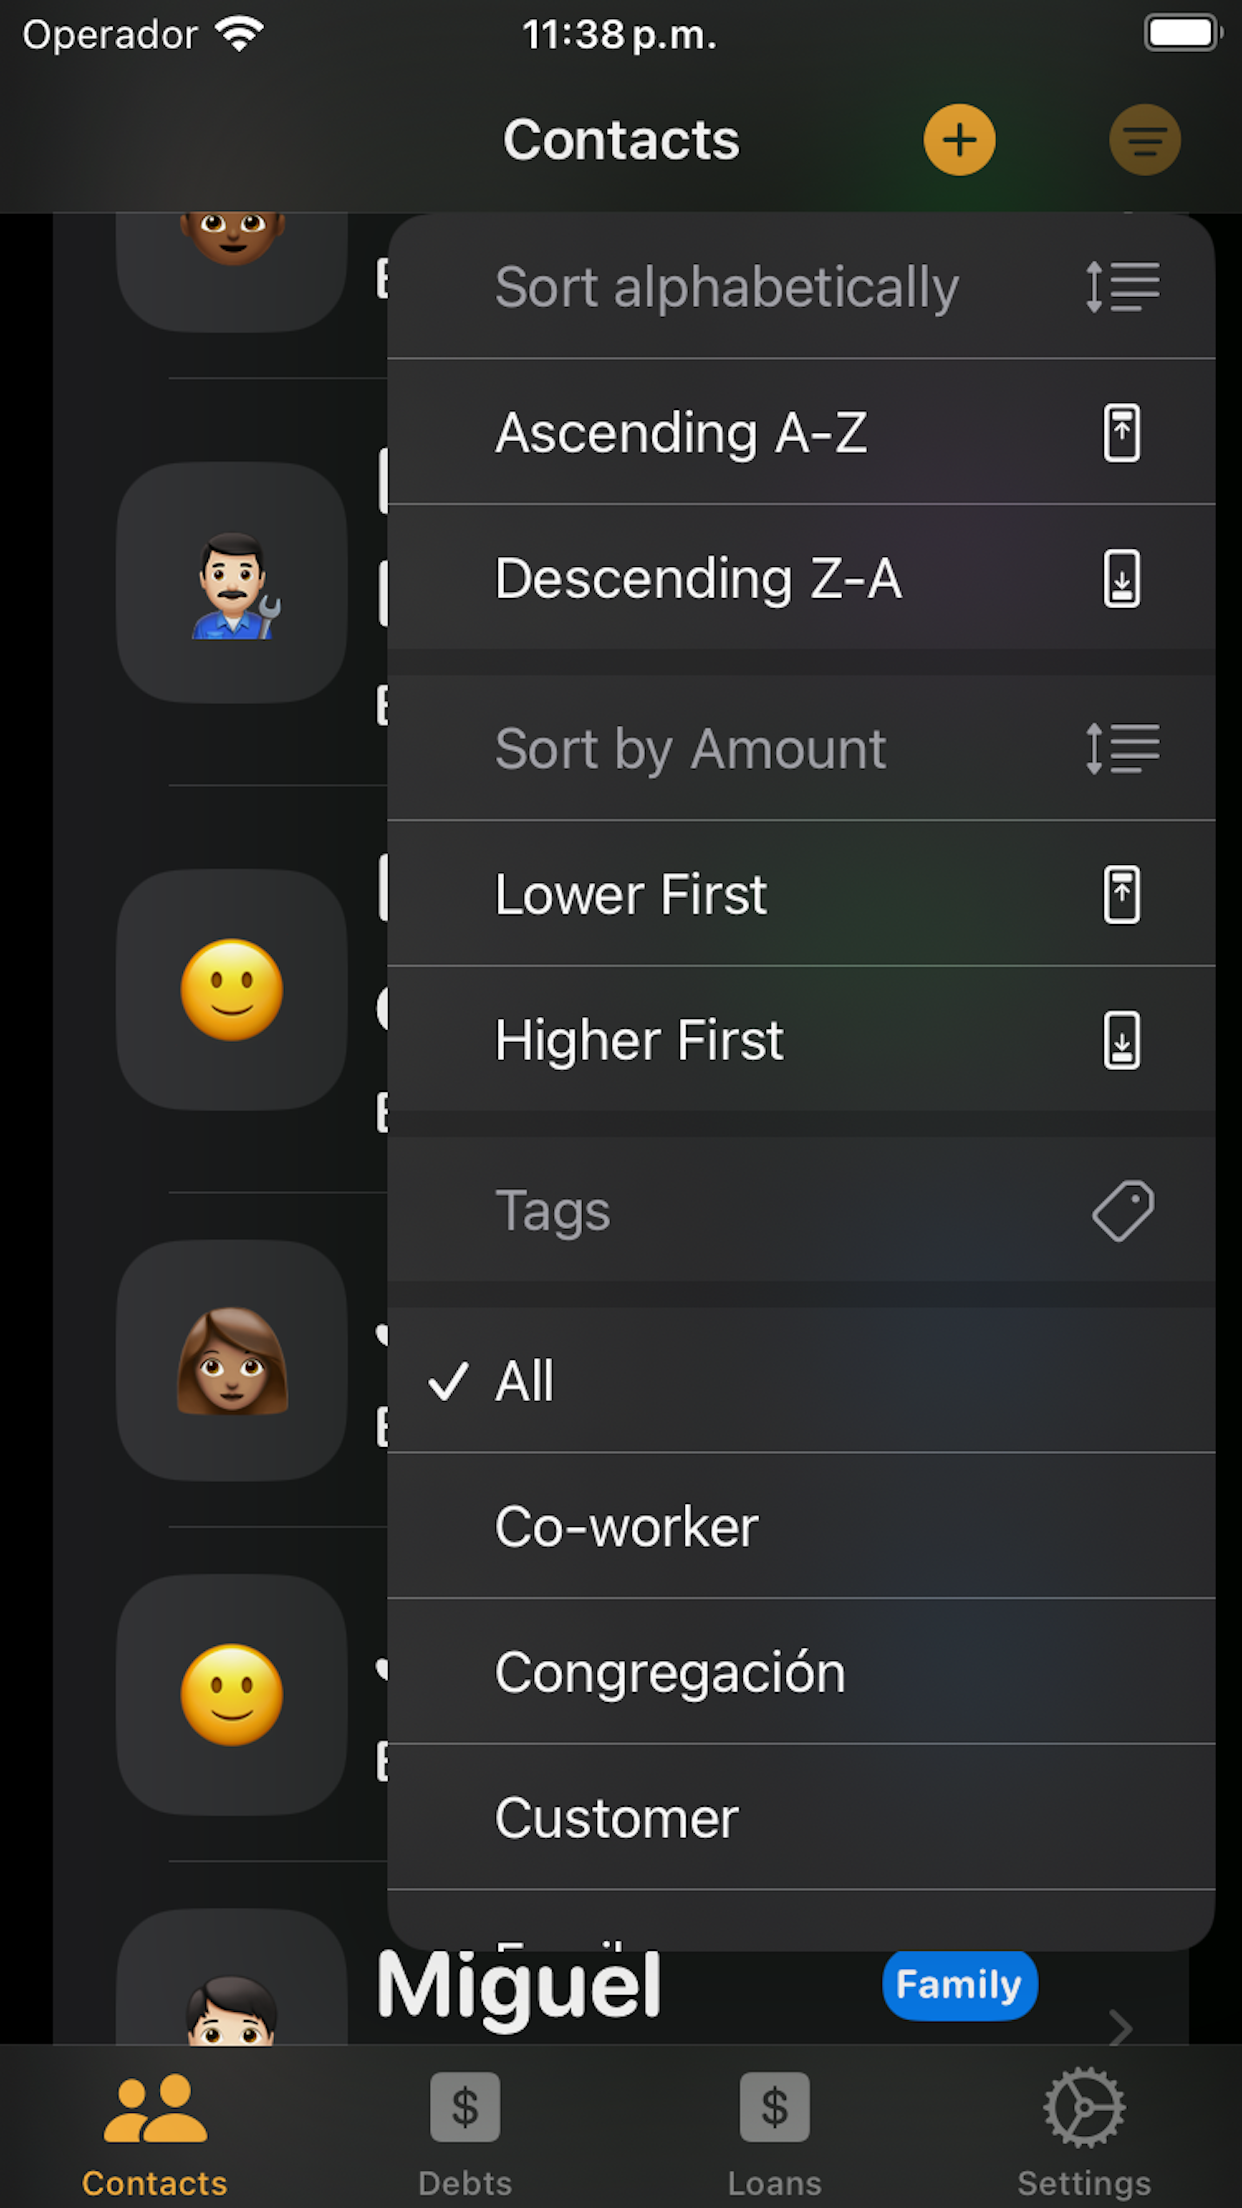 Operador 11:38 p.m.
Contacts
Sort alphabetically
Ascending A-Z
Descending Z-A
Sort by Amount
Lower First
Higher First
Tags
All
Co-worker
Congregación
Customer
Miguel Family
Contacts Debts Loans Settings